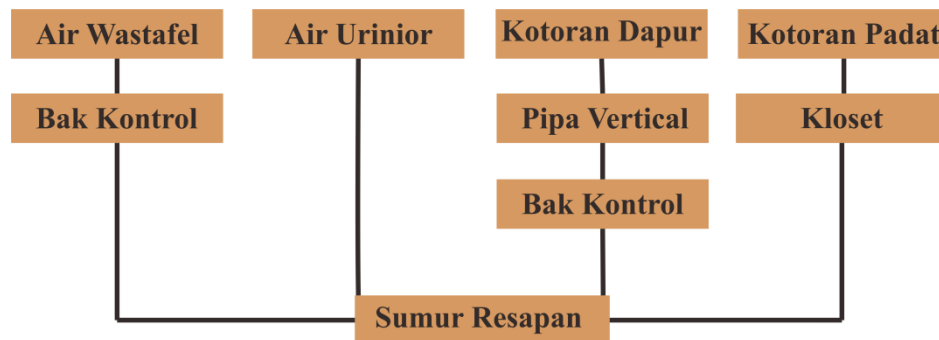 Air Wastafel
Air Urinior
Kotoran Dapur
Kotoran Padat
Bak Kontrol
Pipa Vertical
Kloset
Bak Kontrol
Sumur Resapan